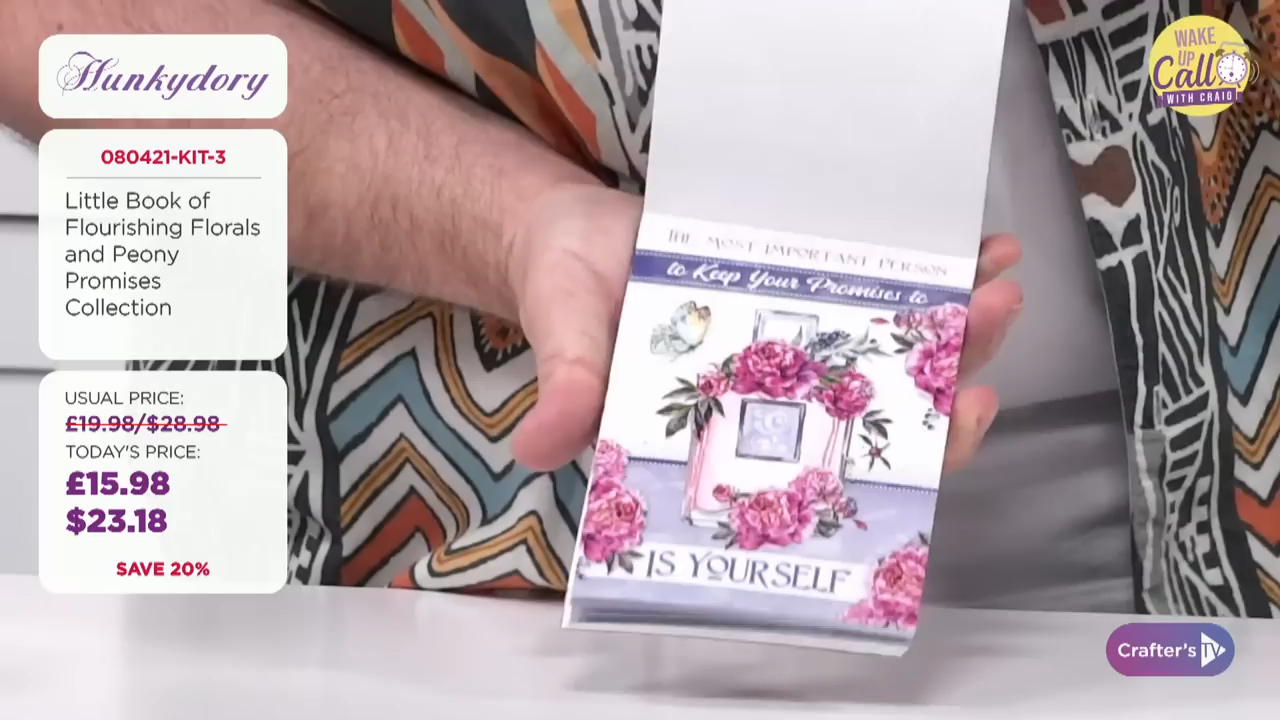 Hunkydory
080421-KIT-3
Little Book of
Flourishing Florals
and Peony
Promises
Collection
USUAL PRICE:
£19.98/$28.98
TODAY'S PRICE:
£15.98
$23.18
SAVE 20%
THE MOST IMPORTANT PERSON
to Keep Your Promises to
IS YOURSELF
WAKE
UP
Call
WITH CRAIG
Crafter's TV